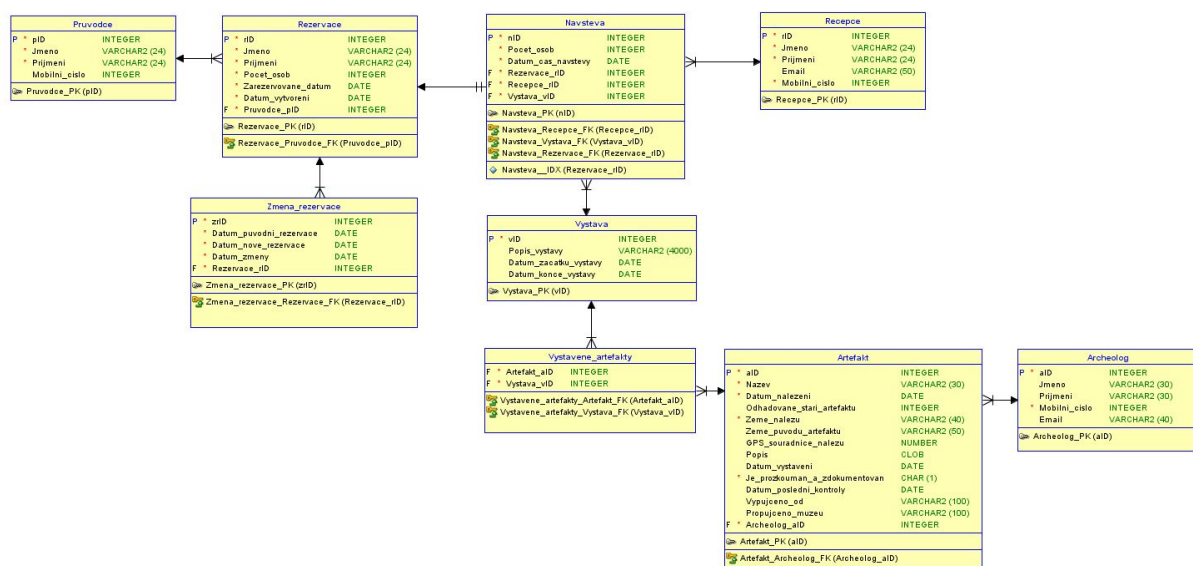 Pruvodce
P * pID INTEGER
* Jmeno VARCHAR2 (24)
* Prijmeni VARCHAR2 (24)
Mobilni_cislo INTEGER
Pruvodce_PK (pID)
Rezervace
P * rID INTEGER
* Jmeno VARCHAR2 (24)
* Prijmeni VARCHAR2 (24)
* Pocet_osob INTEGER
* Zarezervovane_datum DATE
* Datum_vytvoreni DATE
F * Pruvodce_pID INTEGER
Rezervace_PK (rID)
Rezervace_Pruvodce_FK (Pruvodce_pID)
Navsteva
P * nID INTEGER
* Pocet_osob INTEGER
* Datum_cas_navstevy DATE
F * Rezervace_rID INTEGER
F * Recepce_rID INTEGER
F * Vystava_vID INTEGER
Navsteva_PK (nID)
Navsteva_Recepce_FK (Recepce_rID)
Navsteva_Vystava_FK (Vystava_vID)
Navsteva_Rezervace_FK (Rezervace_rID)
Navsteva__IDX (Rezervace_rID)
Recepce
P * rID INTEGER
* Jmeno VARCHAR2 (24)
* Prijmeni VARCHAR2 (24)
Email VARCHAR2 (50)
* Mobilni_cislo INTEGER
Recepce_PK (rID)
Zmena_rezervace
P * zrID INTEGER
* Datum_puvodni_rezervace DATE
* Datum_nove_rezervace DATE
* Datum_zmeny DATE
F * Rezervace_rID INTEGER
Zmena_rezervace_PK (zrID)
Zmena_rezervace_Rezervace_FK (Rezervace_rID)
Vystava
P * vID INTEGER
Popis_vystavy VARCHAR2 (4000)
Datum_zacatku_vystavy DATE
Datum_konce_vystavy DATE
Vystava_PK (vID)
Vystavene_artefakty
F * Artefakt_aID INTEGER
F * Vystava_vID INTEGER
Vystavene_artefakty_Artefakt_FK (Artefakt_aID)
Vystavene_artefakty_Vystava_FK (Vystava_vID)
Artefakt
P * aID INTEGER
* Nazev VARCHAR2 (30)
* Datum_nalezeni DATE
Odhadovane_stari_artefaktu INTEGER
* Zeme_nalezu VARCHAR2 (40)
Zeme_puvodu_artefaktu VARCHAR2 (50)
GPS_souradnice_nalezu NUMBER
Popis CLOB
Datum_vystaveni DATE
* Je_prozkouman_a_zdokumentovan CHAR (1)
Datum_posledni_kontroly DATE
Vypujceno_od VARCHAR2 (100)
Propujceno_muzeu VARCHAR2 (100)
F * Archeolog_aID INTEGER
Artefakt_PK (aID)
Artefakt_Archeolog_FK (Archeolog_aID)
Archeolog
P * aID INTEGER
Jmeno VARCHAR2 (30)
Prijmeni VARCHAR2 (30)
* Mobilni_cislo INTEGER
Email VARCHAR2 (40)
Archeolog_PK (aID)